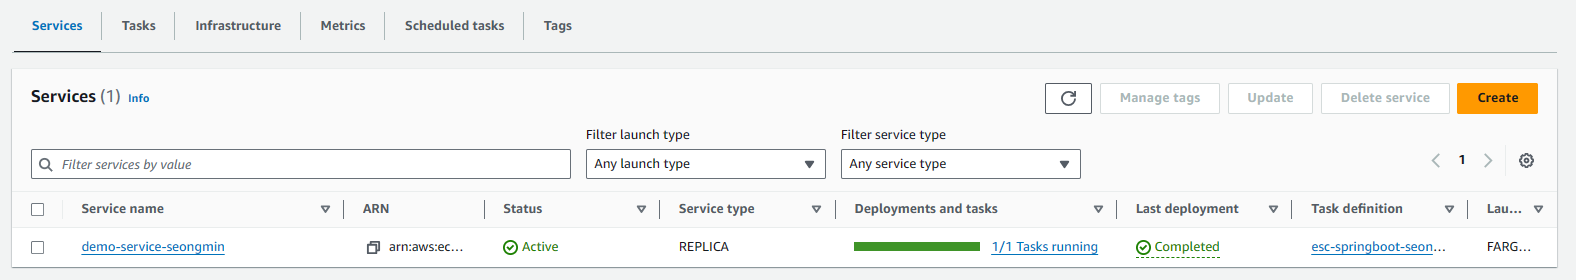 Services Tasks Infrastructure Metrics Scheduled tasks Tags
Services (1) Info Manage tags Update Delete service Create
Filter launch type Filter service type
Filter services by value Any launch type Any service type 1
Service name ARN Status Service type Deployments and tasks Last deployment Task definition Lau...
demo-service-seongmin arn:aws:ec... Active REPLICA 1/1 Tasks running Completed esc-springboot-seon... FARG...